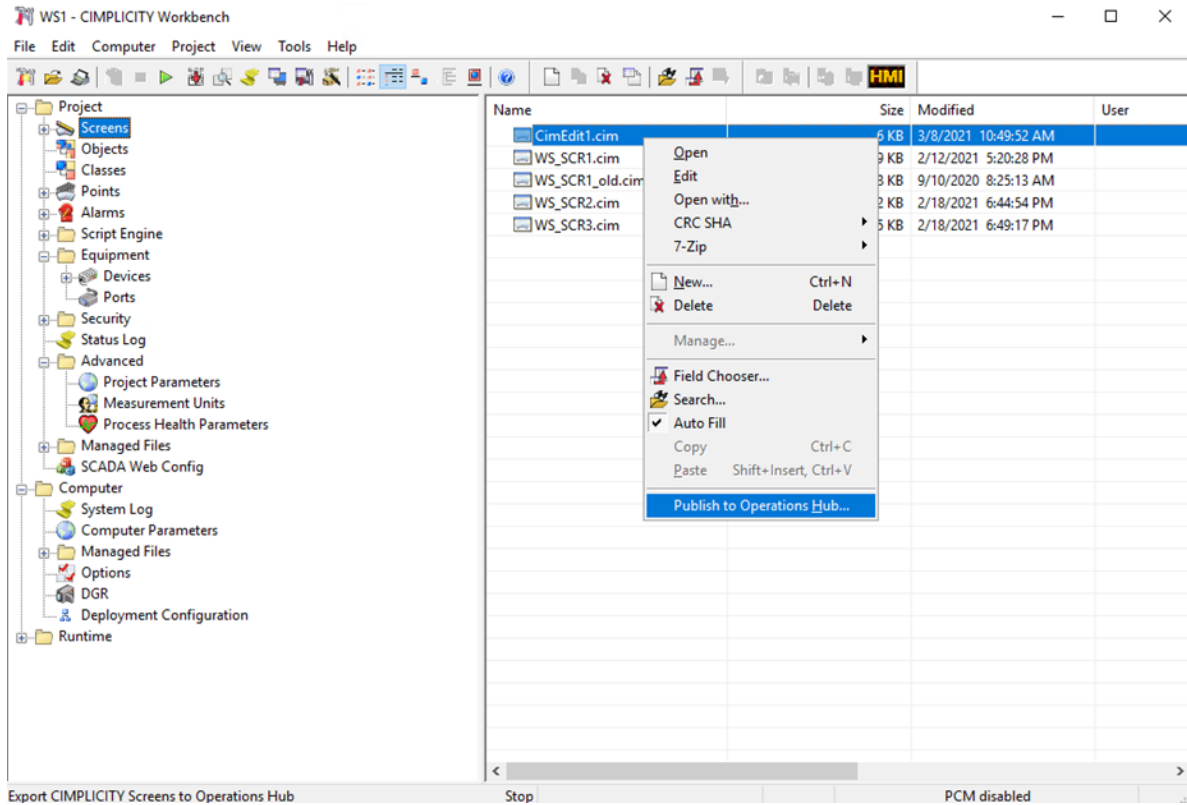 WS1 - CIMPLICITY Workbench
File Edit Computer Project View Tools Help
HMI
Project
Screens
Objects
Classes
Points
Alarms
Script Engine
Equipment
Devices
Ports
Security
Status Log
Advanced
Project Parameters
Measurement Units
Process Health Parameters
Managed Files
SCADA Web Config
Computer
System Log
Computer Parameters
Managed Files
Options
DGR
Deployment Configuration
Runtime
Name Size Modified User
CimEdit1.cim 6 KB 3/8/2021 10:49:52 AM
WS_SCR1.cim 9 KB 2/12/2021 5:20:28 PM
WS_SCR1_old.cim 3 KB 9/10/2020 8:25:13 AM
WS_SCR2.cim 2 KB 2/18/2021 6:44:54 PM
WS_SCR3.cim 5 KB 2/18/2021 6:49:17 PM
Open
Edit
Open with...
CRC SHA
7-Zip
New... Ctrl+N
Delete Delete
Manage...
Field Chooser...
Search...
Auto Fill
Copy Ctrl+C
Paste Shift+Insert, Ctrl+V
Publish to Operations Hub...
Export CIMPLICITY Screens to Operations Hub Stop PCM disabled